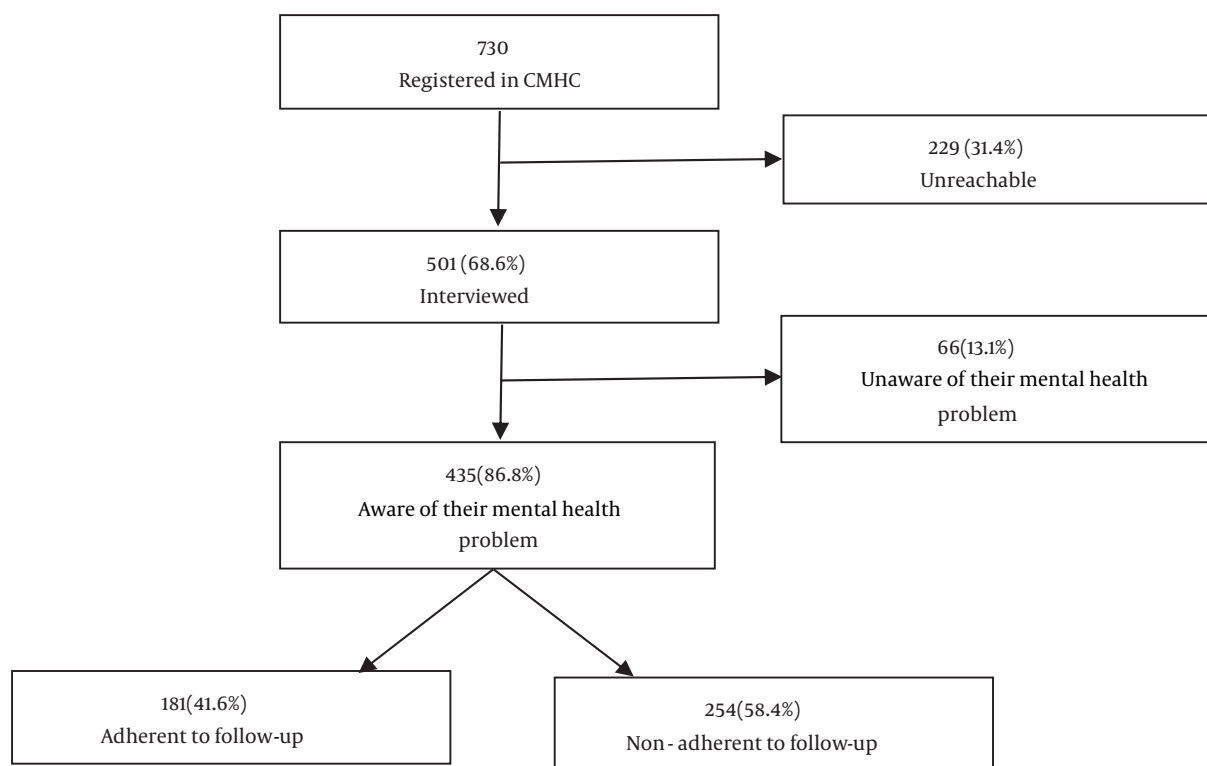 730
Registered in CMHC
229 (31.4%)
Unreachable
501 (68.6%)
Interviewed
66(13.1%)
Unaware of their mental health
problem
435(86.8%)
Aware of their mental health
problem
181(41.6%)
Adherent to follow-up
254(58.4%)
Non - adherent to follow-up